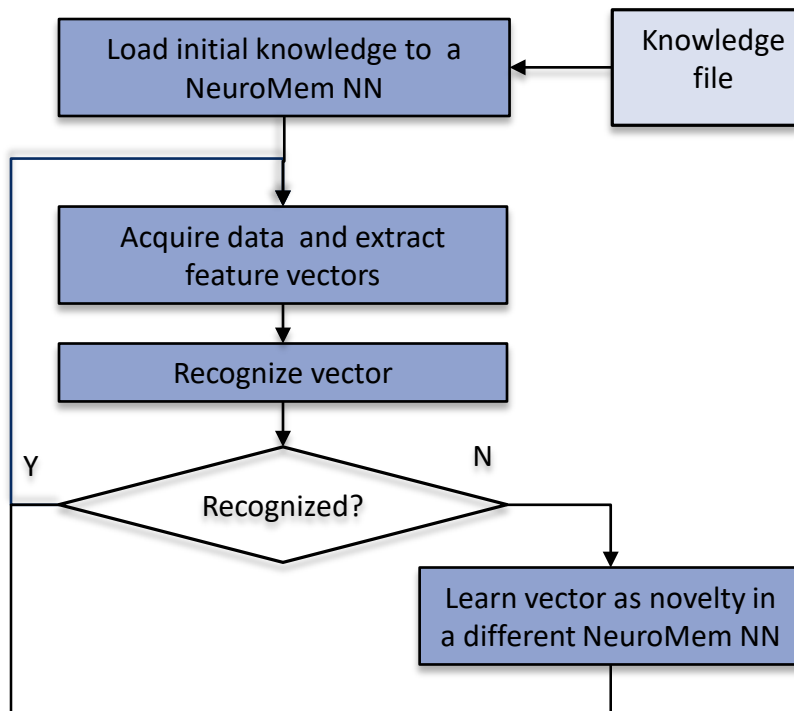 Load initial knowledge to a
NeuroMem NN
Knowledge
file
Acquire data and extract
feature vectors
Recognize vector
Y
N
Recognized?
Learn vector as novelty in
a different NeuroMem NN